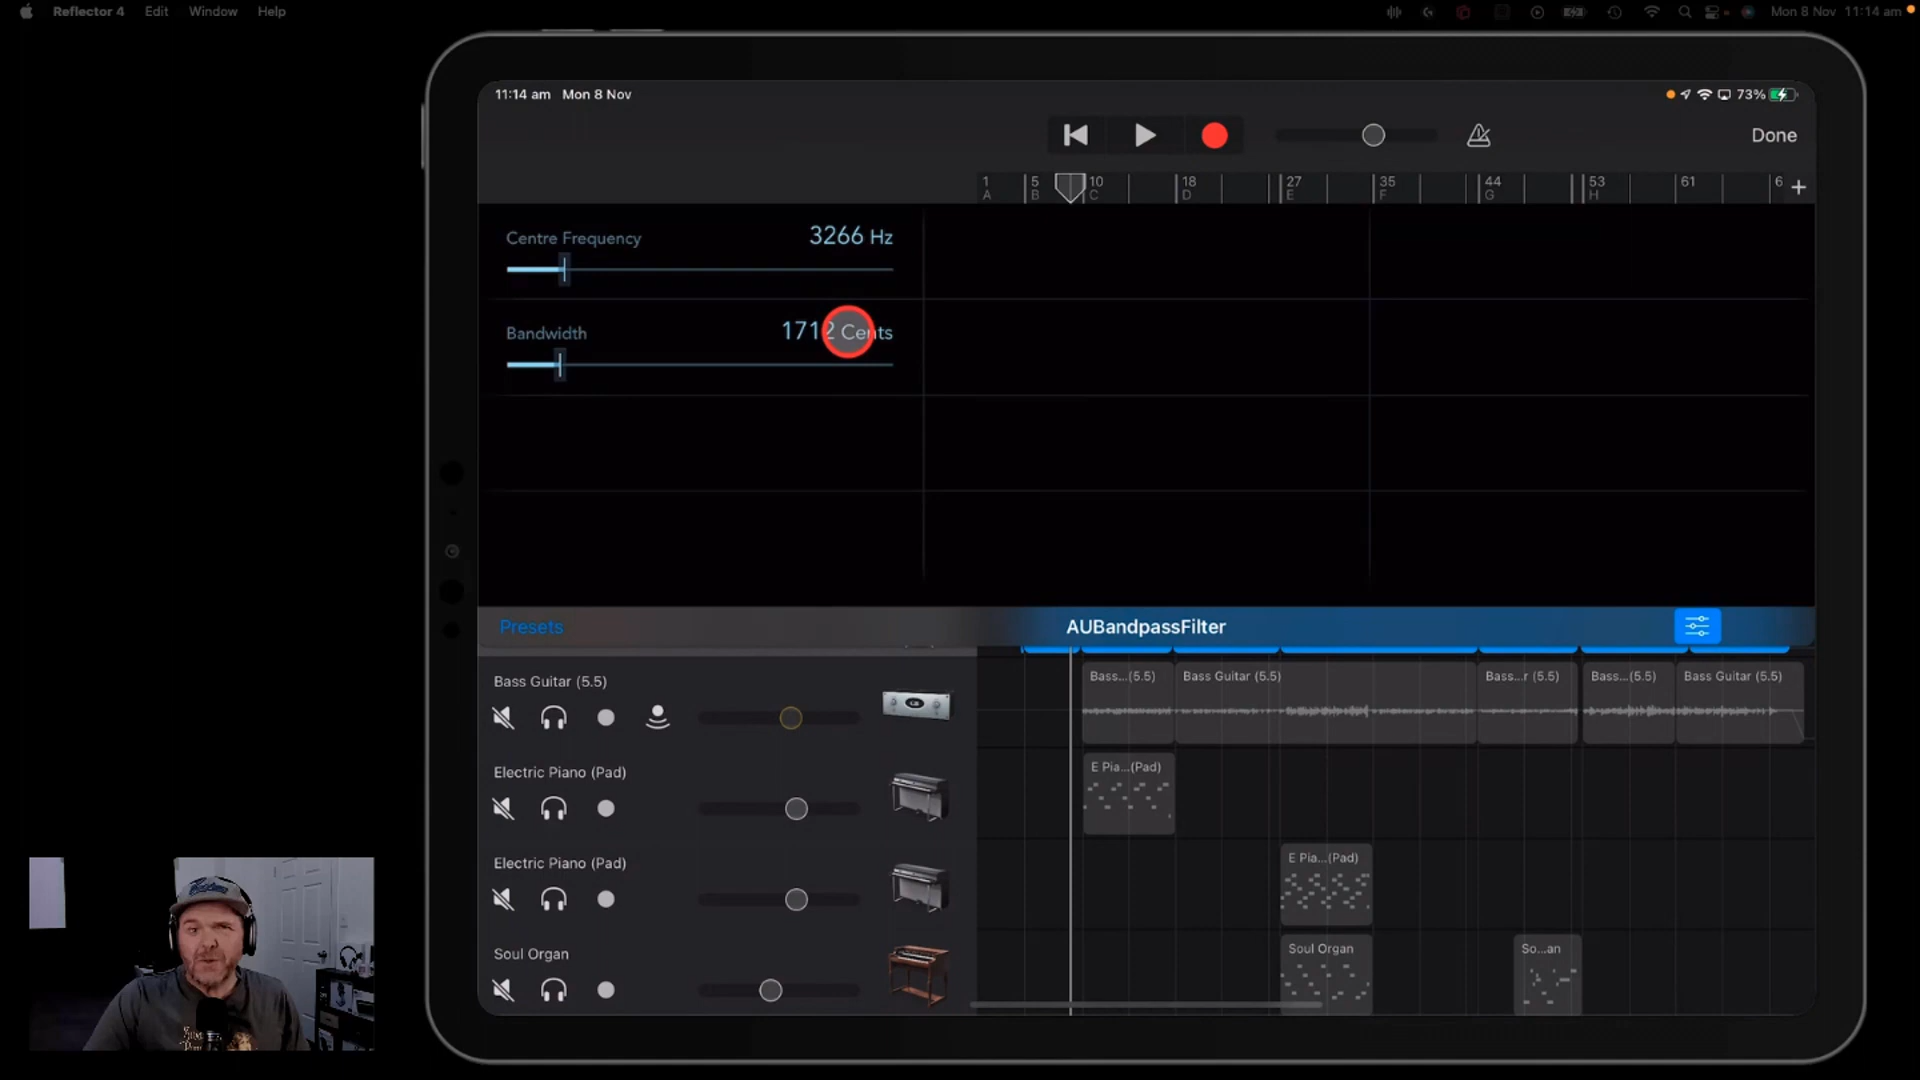 Reflector 4 Edit Window Help
Mon 8 Nov 11:14 am
11:14 am Mon 8 Nov
73%
Done
1 5 10 18 27 35 44 53 61 6 +
A B C D E F G H
Centre Frequency 3266 Hz
Bandwidth 1712 Cents
Presets AUBandpassFilter
Bass Guitar (5.5)
Bass...(5.5) Bass Guitar (5.5) Bass...r (5.5) Bass...(5.5) Bass Guitar (5.5)
Electric Piano (Pad)
E Pia...(Pad)
Electric Piano (Pad)
E Pia...(Pad)
Soul Organ
Soul Organ So...an